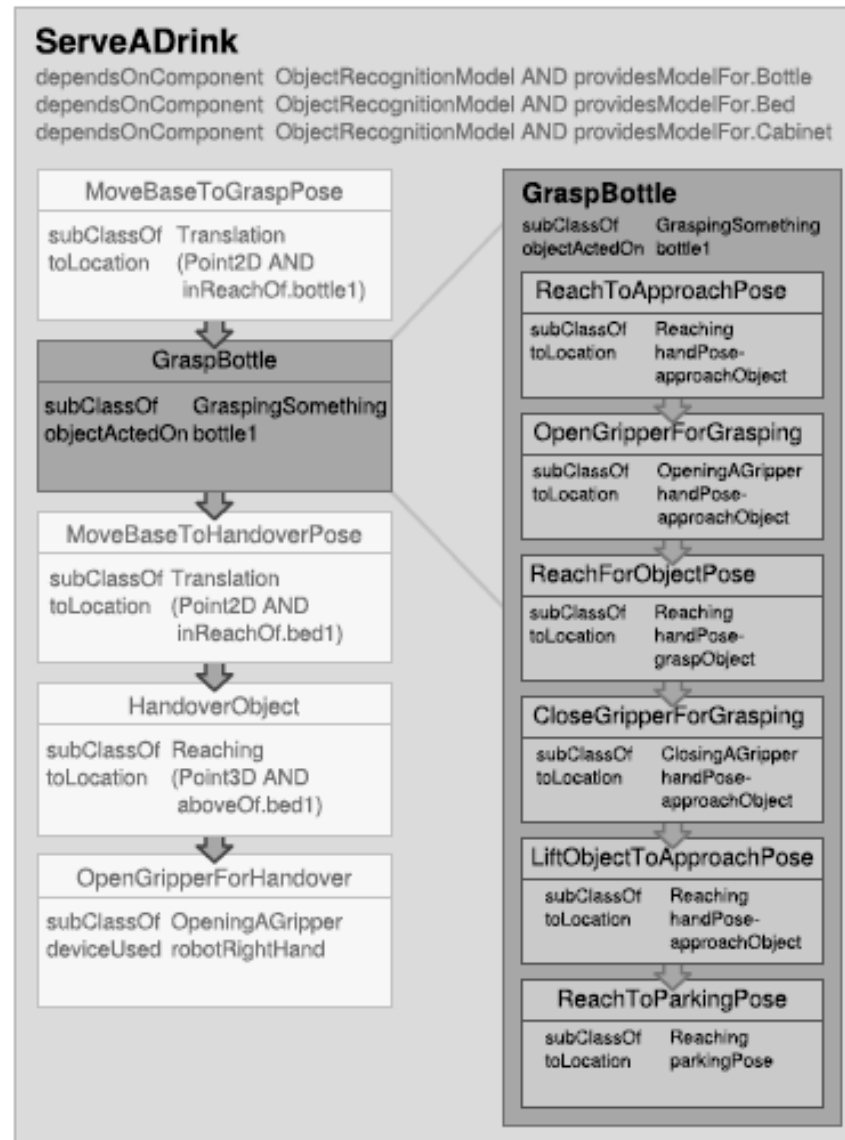 ServeADrink
dependsOnComponent ObjectRecognitionModel AND providesModelFor.Bottle
dependsOnComponent ObjectRecognitionModel AND providesModelFor.Bed
dependsOnComponent ObjectRecognitionModel AND providesModelFor.Cabinet
MoveBaseToGraspPose
subClassOf Translation
toLocation (Point2D AND
inReachOf.bottle1)
GraspBottle
subClassOf GraspingSomething
objectActedOn bottle1
MoveBaseToHandoverPose
subClassOf Translation
toLocation (Point2D AND
inReachOf.bed1)
HandoverObject
subClassOf Reaching
toLocation (Point3D AND
aboveOf.bed1)
OpenGripperForHandover
subClassOf OpeningAGripper
deviceUsed robotRightHand
GraspBottle
subClassOf GraspingSomething
objectActedOn bottle1
ReachToApproachPose
subClassOf Reaching
toLocation handPose-
approachObject
OpenGripperForGrasping
subClassOf OpeningAGripper
toLocation handPose-
approachObject
ReachForObjectPose
subClassOf Reaching
toLocation handPose-
graspObject
CloseGripperForGrasping
subClassOf ClosingAGripper
toLocation handPose-
approachObject
LiftObjectToApproachPose
subClassOf Reaching
toLocation handPose-
approachObject
ReachToParkingPose
subClassOf Reaching
toLocation parkingPose